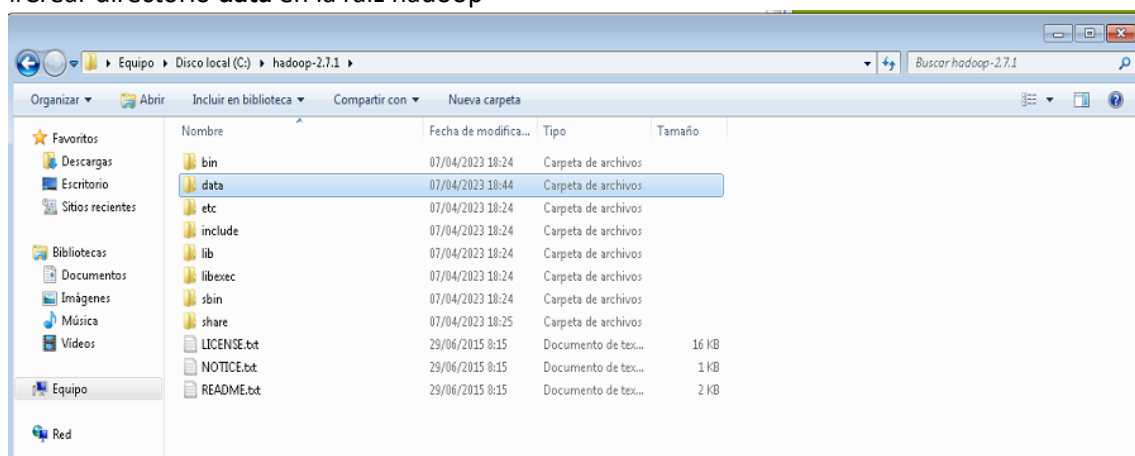 #Crear directorio data en la raíz hadoop
Equipo Disco local (C:) hadoop-2.7.1 Buscar hadoop-2.7.1
Organizar Abrir Incluir en biblioteca Compartir con Nueva carpeta
Favoritos
Descargas
Escritorio
Sitios recientes
Bibliotecas
Documentos
Imágenes
Música
Vídeos
Equipo
Red
Nombre Fecha de modifica... Tipo Tamaño
bin 07/04/2023 18:24 Carpeta de archivos
data 07/04/2023 18:44 Carpeta de archivos
etc 07/04/2023 18:24 Carpeta de archivos
include 07/04/2023 18:24 Carpeta de archivos
lib 07/04/2023 18:24 Carpeta de archivos
libexec 07/04/2023 18:24 Carpeta de archivos
sbin 07/04/2023 18:24 Carpeta de archivos
share 07/04/2023 18:25 Carpeta de archivos
LICENSE.txt 29/06/2015 8:15 Documento de tex... 16 KB
NOTICE.txt 29/06/2015 8:15 Documento de tex... 1 KB
README.txt 29/06/2015 8:15 Documento de tex... 2 KB